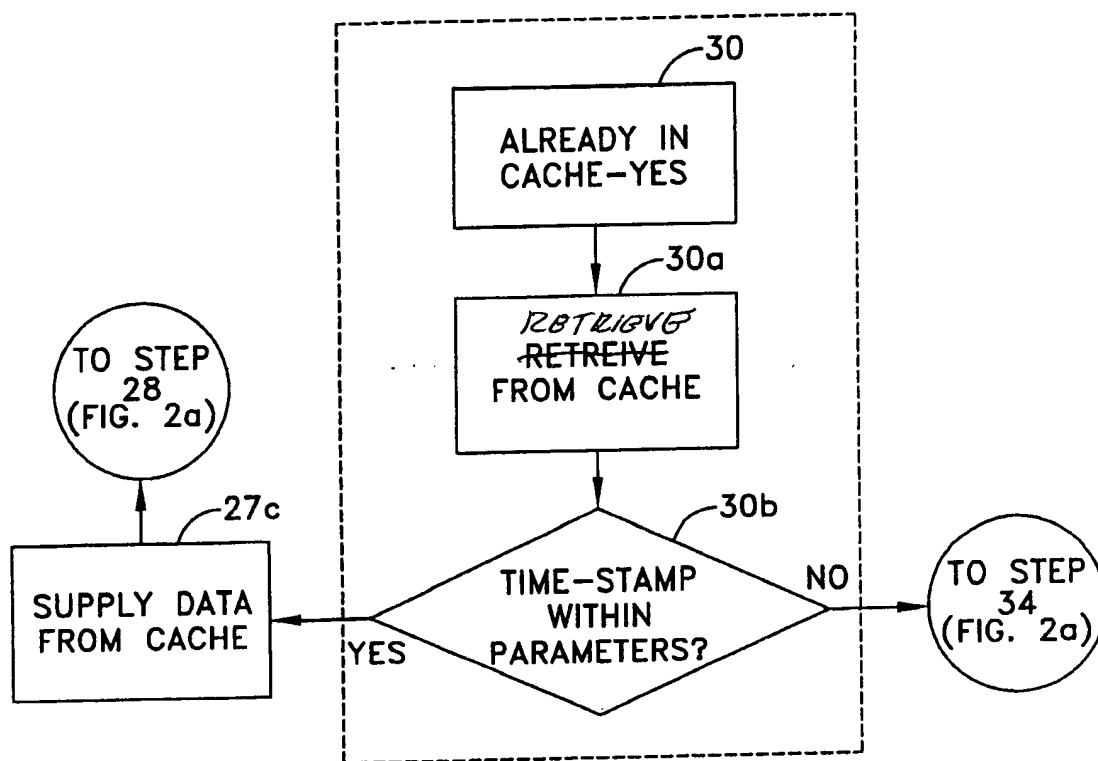 30
ALREADY IN
CACHE-YES
30a
RETRIEVE
RETREIVE
FROM CACHE
TO STEP
28
(FIG. 2a)
27c
SUPPLY DATA
FROM CACHE
30b
TIME-STAMP
WITHIN
PARAMETERS?
YES
NO
TO STEP
34
(FIG. 2a)